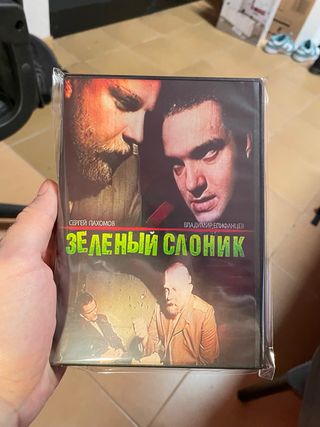 СЕРГЕЙ ПАХОМОВ
ВЛАДИМИР ЕПИФАНЦЕВ
ЗЕЛЕНЫЙ СЛОНИК